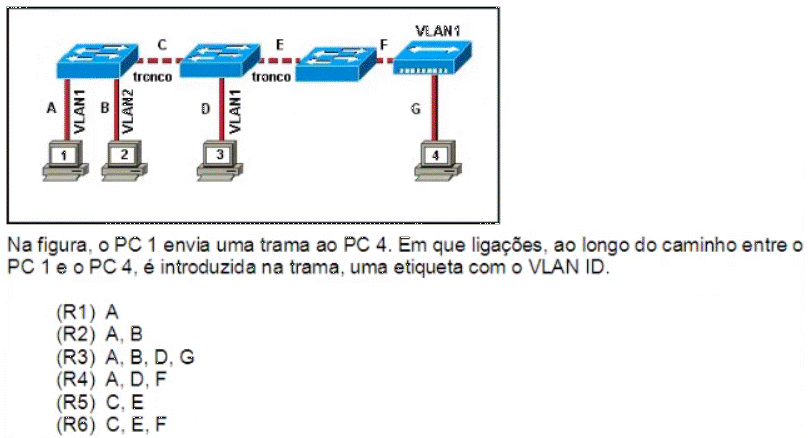 VLAN1
C
E
F
tronco
tronco
A
VLAN1
B
VLAN2
D
VLAN1
G
1
2
3
4
Na figura, o PC 1 envia uma trama ao PC 4. Em que ligações, ao longo do caminho entre o
PC 1 e o PC 4, é introduzida na trama, uma etiqueta com o VLAN ID.
(R1) A
(R2) A, B
(R3) A, B, D, G
(R4) A, D, F
(R5) C, E
(R6) C, E, F